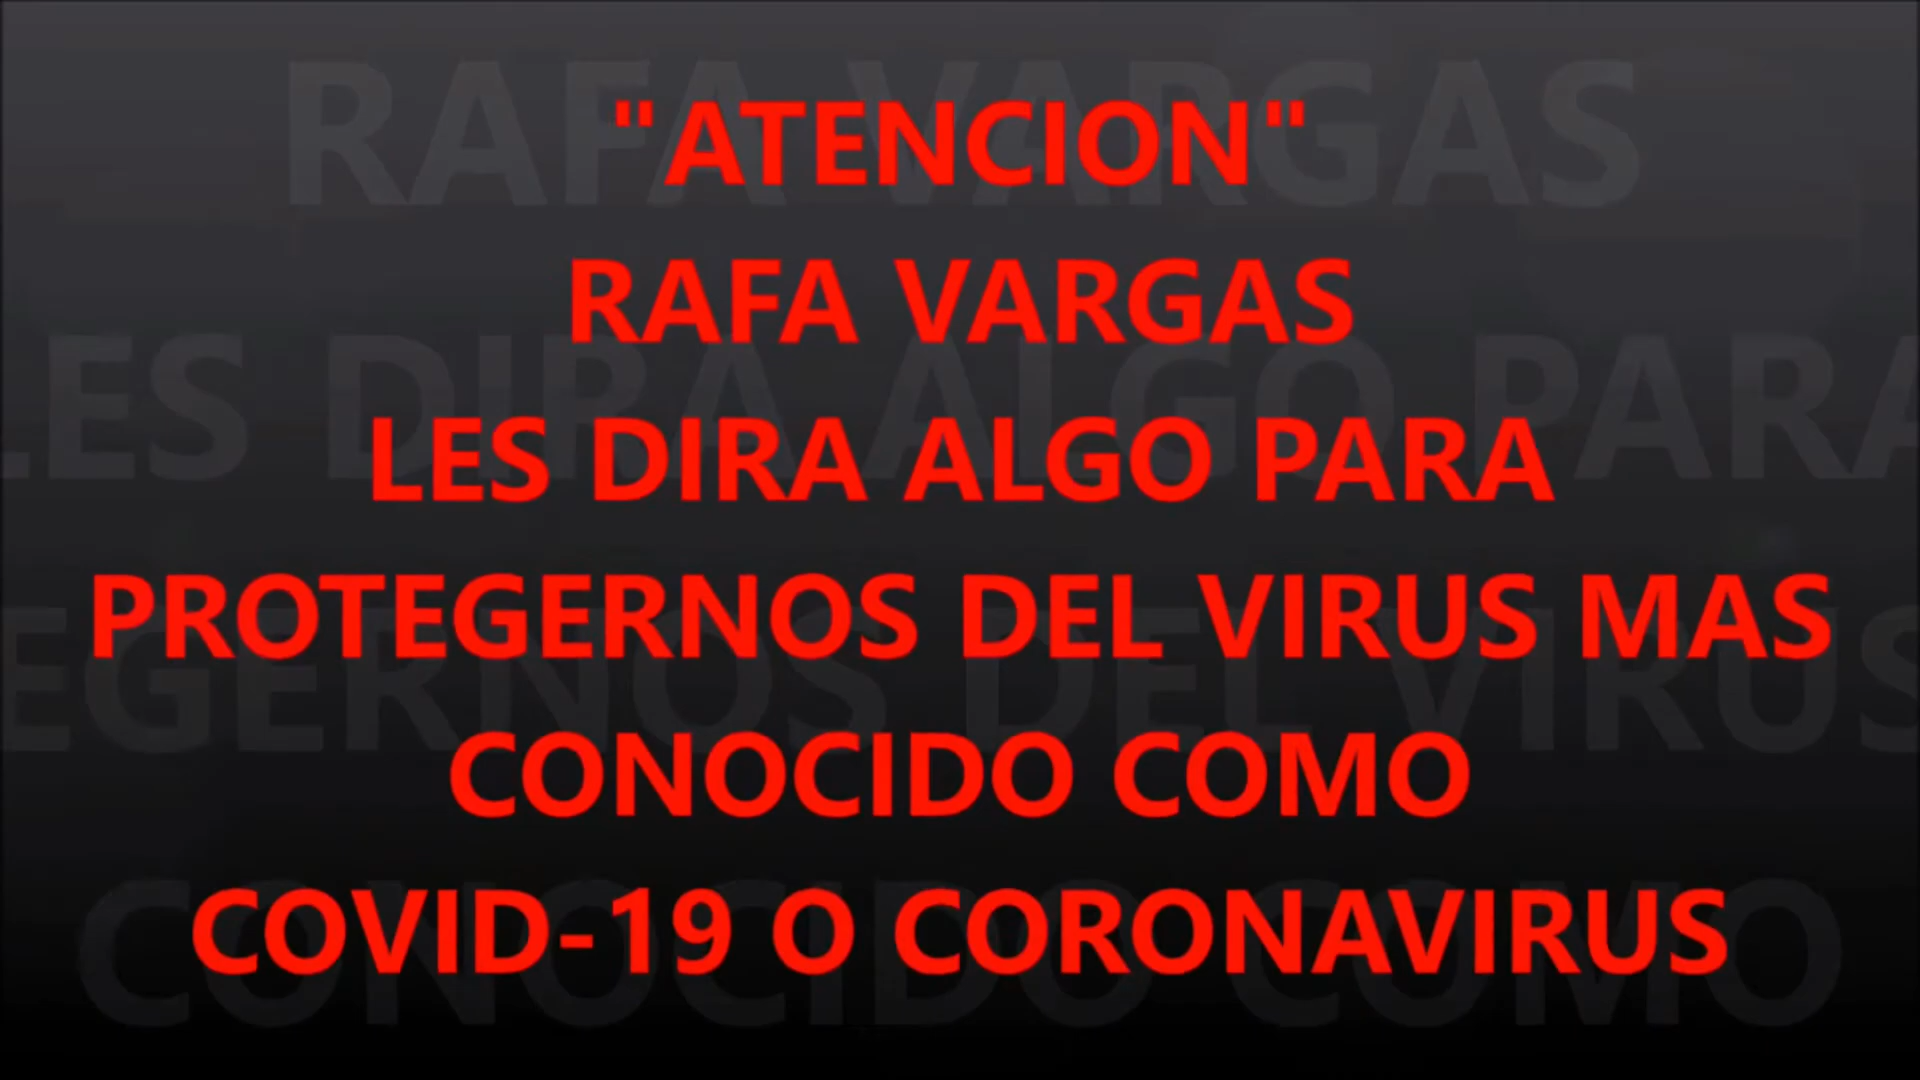 "ATENCION"
RAFA VARGAS
LES DIRA ALGO PARA
PROTEGERNOS DEL VIRUS MAS
CONOCIDO COMO
COVID-19 O CORONAVIRUS